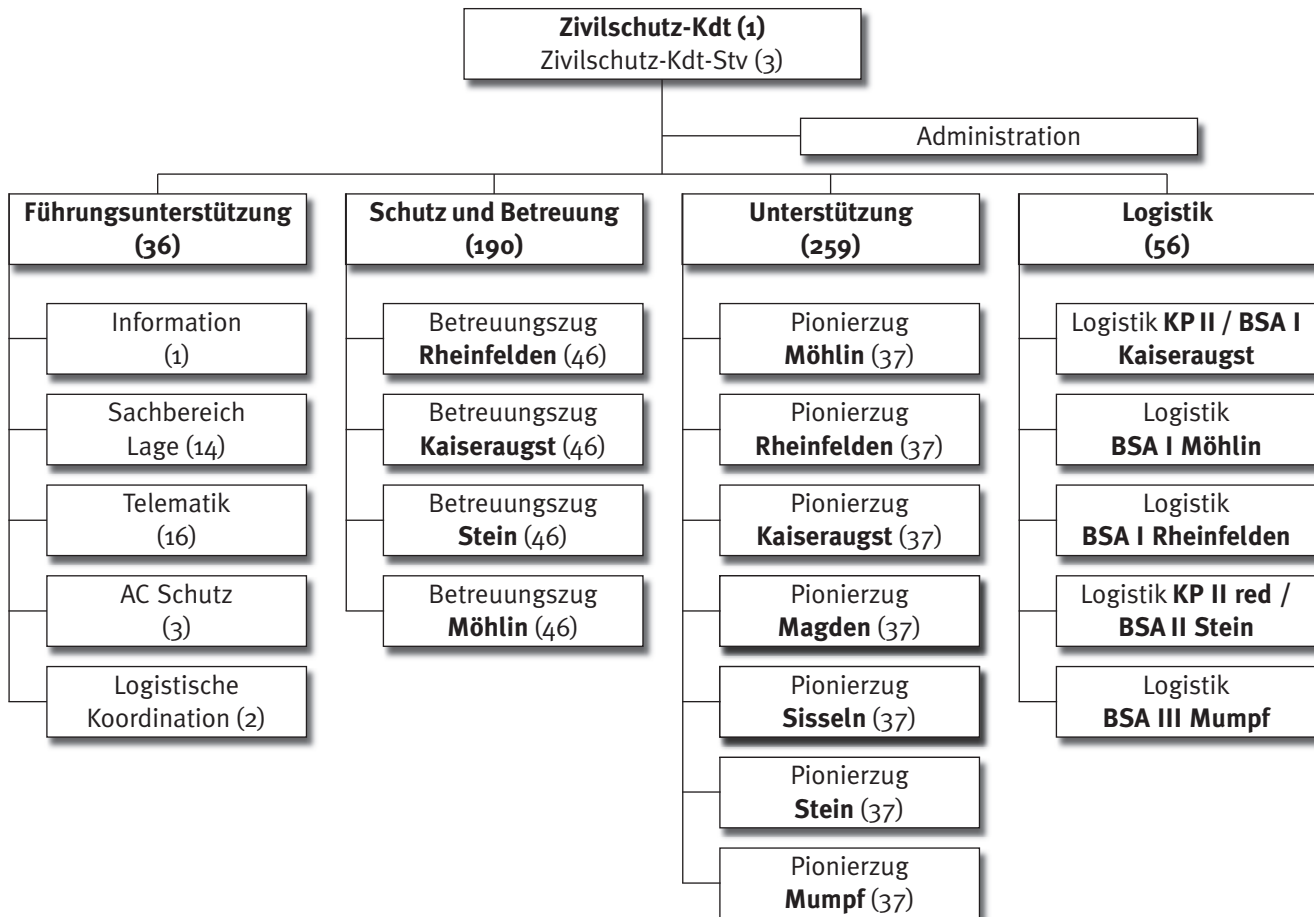 Zivilschutz-Kdt (1)
Zivilschutz-Kdt-Stv (3)
Administration
Führungsunterstützung
(36)
Information
(1)
Sachbereich
Lage (14)
Telematik
(16)
AC Schutz
(3)
Logistische
Koordination (2)
Schutz und Betreuung
(190)
Betreuungszug
Rheinfelden (46)
Betreuungszug
Kaiseraugst (46)
Betreuungszug
Stein (46)
Betreuungszug
Möhlin (46)
Unterstützung
(259)
Pionierzug
Möhlin (37)
Pionierzug
Rheinfelden (37)
Pionierzug
Kaiseraugst (37)
Pionierzug
Magden (37)
Pionierzug
Sisseln (37)
Pionierzug
Stein (37)
Pionierzug
Mumpf (37)
Logistik
(56)
Logistik KP II / BSA I
Kaiseraugst
Logistik
BSA I Möhlin
Logistik
BSA I Rheinfelden
Logistik KP II red /
BSA II Stein
Logistik
BSA III Mumpf